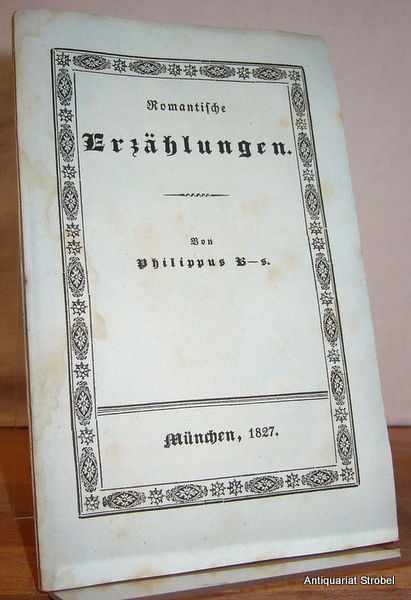 Romantische
Erzählungen.
Von
Philippus B—s.
München, 1827.
Antiquariat Strobel